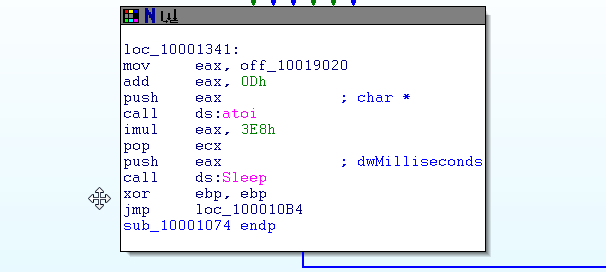 loc_10001341:
mov eax, off_10019020
add eax, 0Dh
push eax ; char *
call ds:atoi
imul eax, 3E8h
pop ecx
push eax ; dwMilliseconds
call ds:Sleep
xor ebp, ebp
jmp loc_100010B4
sub_10001074 endp